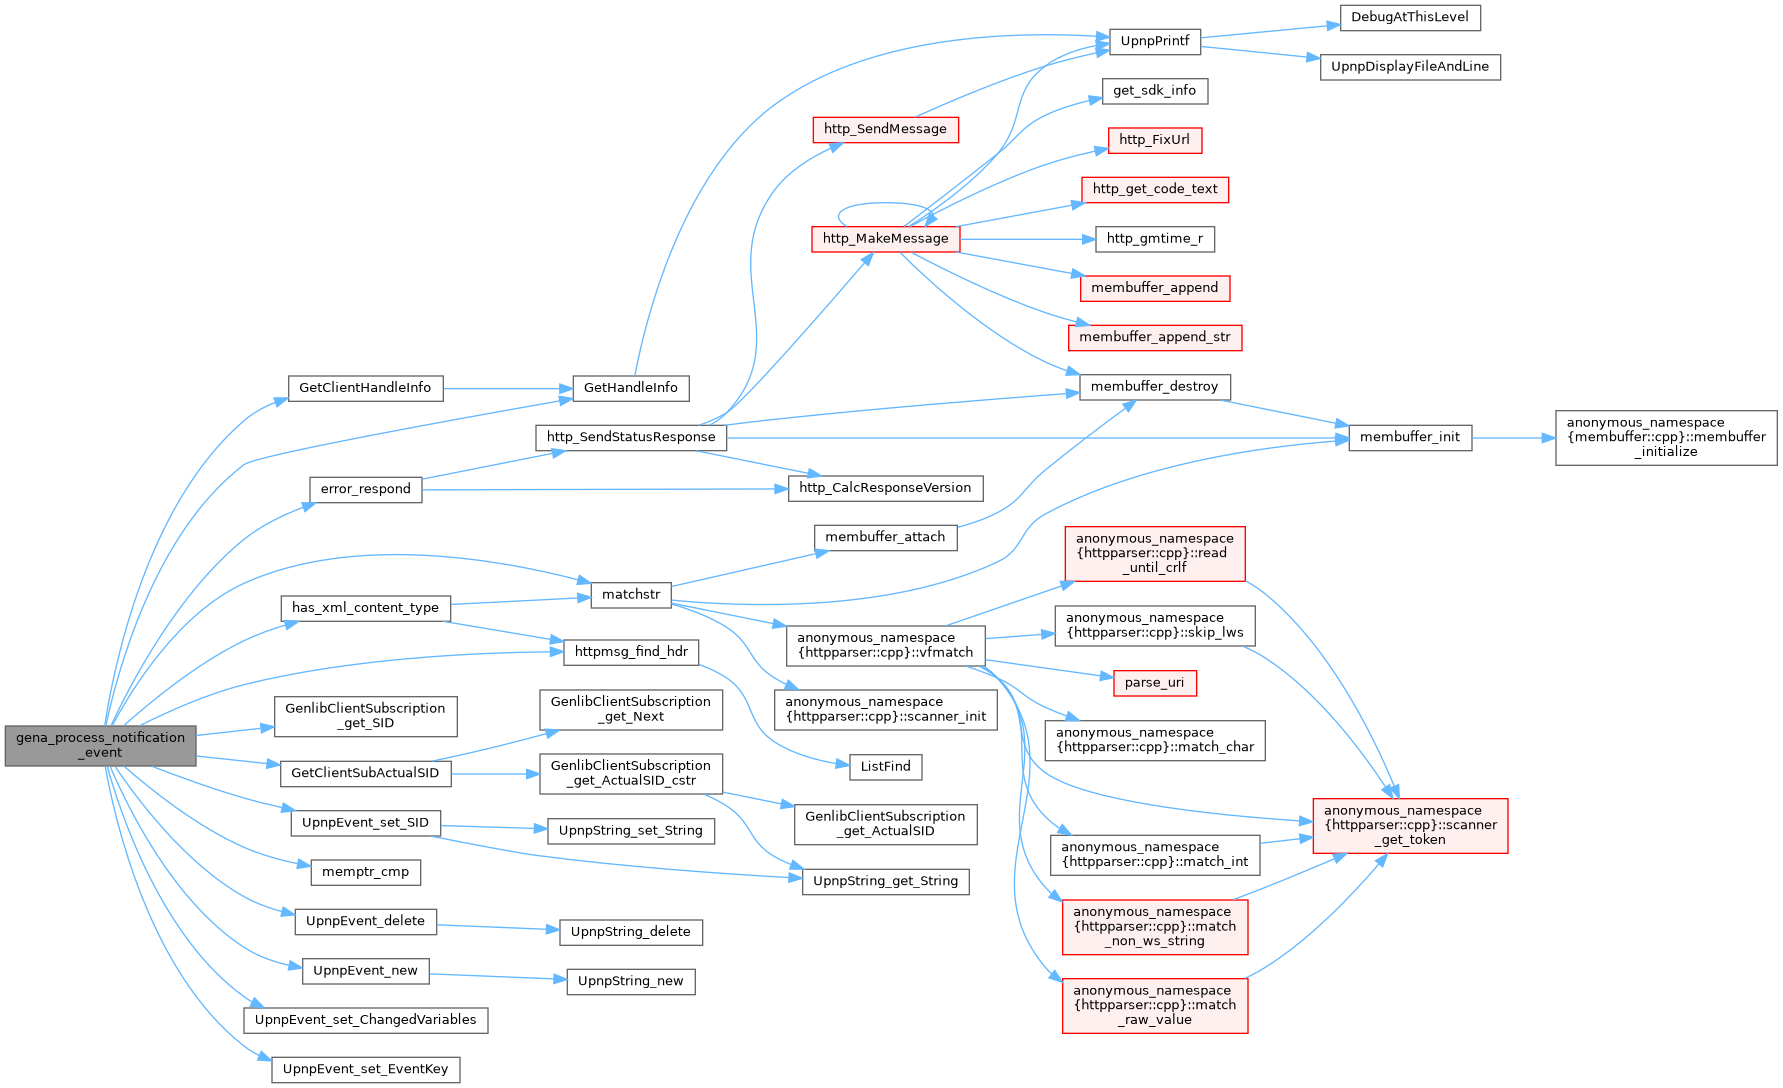 DebugAtThisLevel
UpnpPrintf
UpnpDisplayFileAndLine
get_sdk_info
http_SendMessage
http_FixUrl
http_get_code_text
http_MakeMessage
http_gmtime_r
membuffer_append
membuffer_append_str
GetClientHandleInfo
GetHandleInfo
membuffer_destroy
http_SendStatusResponse
membuffer_init
anonymous_namespace
{membuffer::cpp}::membuffer
_initialize
error_respond
http_CalcResponseVersion
membuffer_attach
anonymous_namespace
{httpparser::cpp}::read
_until_crlf
matchstr
has_xml_content_type
anonymous_namespace
{httpparser::cpp}::skip_lws
anonymous_namespace
{httpparser::cpp}::vfmatch
httpmsg_find_hdr
parse_uri
GenlibClientSubscription
_get_SID
GenlibClientSubscription
_get_Next
anonymous_namespace
{httpparser::cpp}::scanner_init
anonymous_namespace
{httpparser::cpp}::match_char
gena_process_notification
_event
GetClientSubActualSID
GenlibClientSubscription
_get_ActualSID_cstr
ListFind
UpnpEvent_set_SID
UpnpString_set_String
GenlibClientSubscription
_get_ActualSID
anonymous_namespace
{httpparser::cpp}::scanner
_get_token
anonymous_namespace
{httpparser::cpp}::match_int
memptr_cmp
UpnpString_get_String
UpnpEvent_delete
UpnpString_delete
anonymous_namespace
{httpparser::cpp}::match
_non_ws_string
UpnpEvent_new
UpnpString_new
anonymous_namespace
{httpparser::cpp}::match
_raw_value
UpnpEvent_set_ChangedVariables
UpnpEvent_set_EventKey